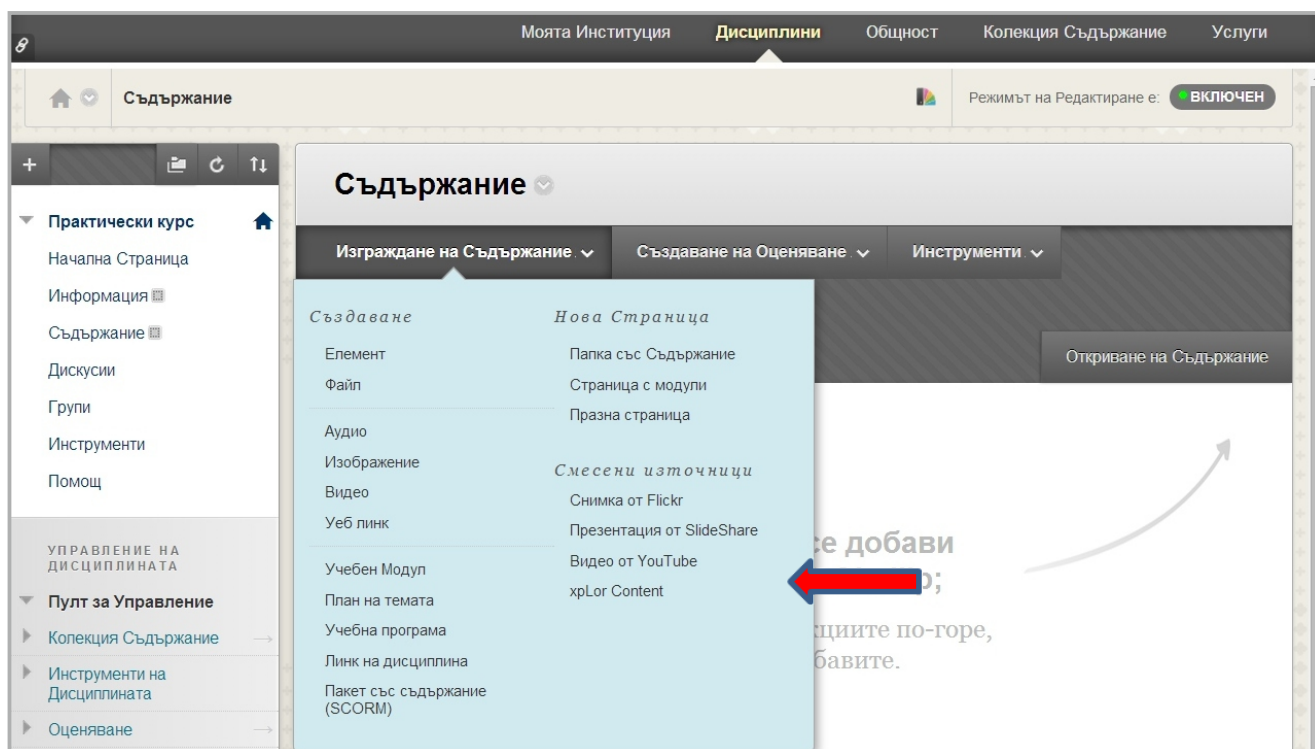 Моята Институция Дисциплини Общност Колекция Съдържание Услуги
Съдържание Режимът на Редактиране е: ВКЛЮЧЕН
Практически курс
Начална Страница
Информация
Съдържание
Дискусии
Групи
Инструменти
Помощ
УПРАВЛЕНИЕ НА
ДИСЦИПЛИНАТА
Пулт за Управление
Колекция Съдържание
Инструменти на
Дисциплината
Оценяване
Съдържание
Изграждане на Съдържание Създаване на Оценяване Инструменти
Откриване на Съдържание
Създаване
Елемент
Файл
Аудио
Изображение
Видео
Уеб линк
Учебен Модул
План на темата
Учебна програма
Линк на дисциплина
Пакет със съдържание
(SCORM)
Нова Страница
Папка със Съдържание
Страница с модули
Празна страница
Смесени източници
Снимка от Flickr
Презентация от SlideShare
Видео от YouTube
xpLor Content
се добави
р;
циите по-горе,
бавите.